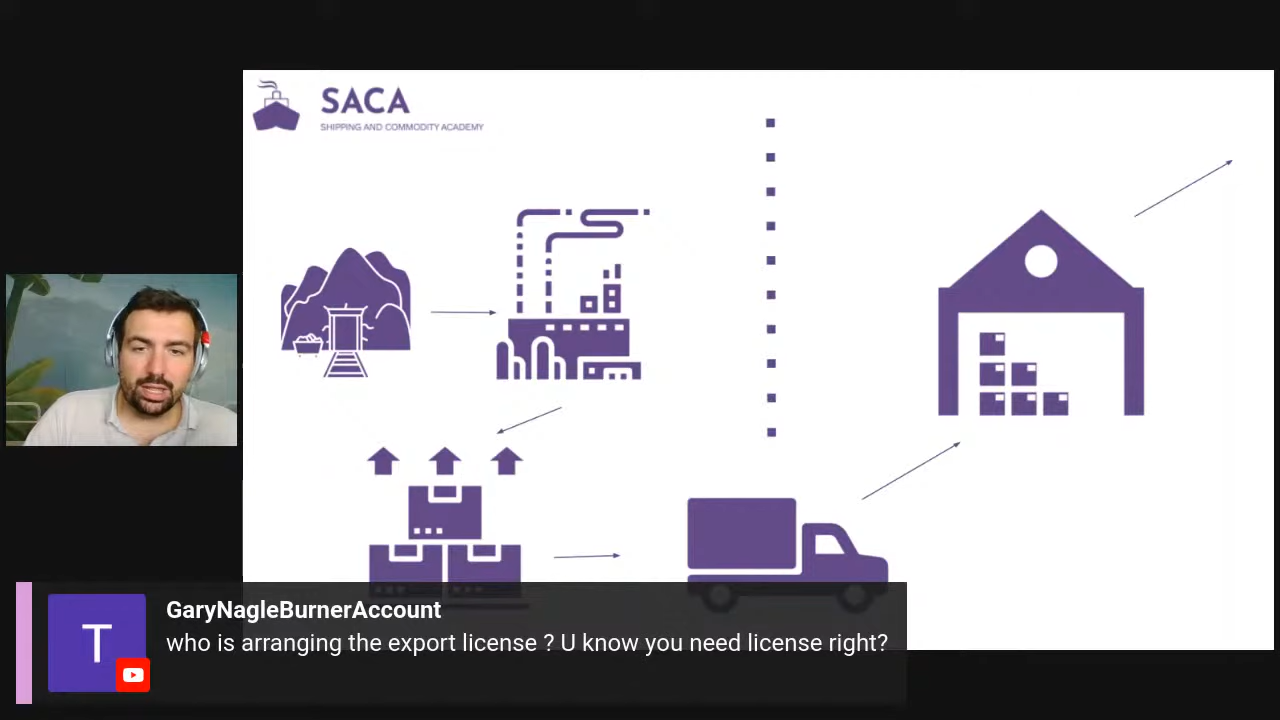 SACA
SHIPPING AND COMMODITY ACADEMY
T
GaryNagleBurnerAccount
who is arranging the export license ? U know you need license right?